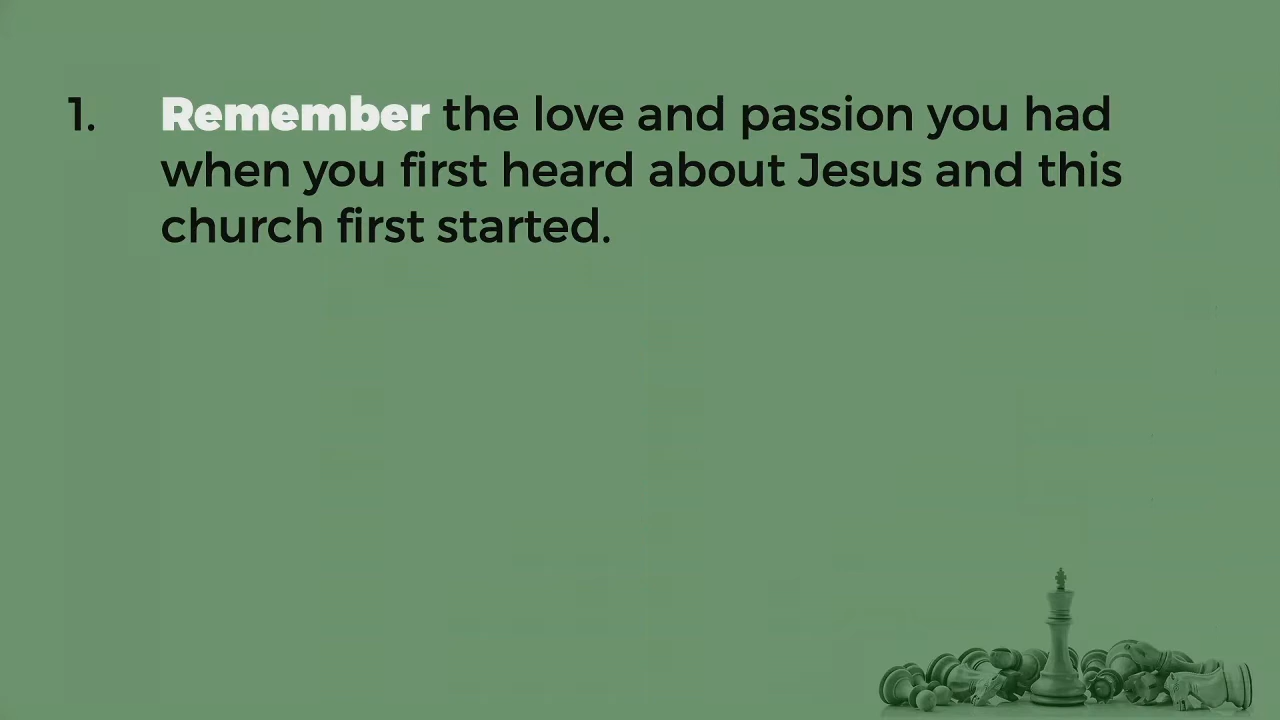 1. Remember the love and passion you had
when you first heard about Jesus and this
church first started.